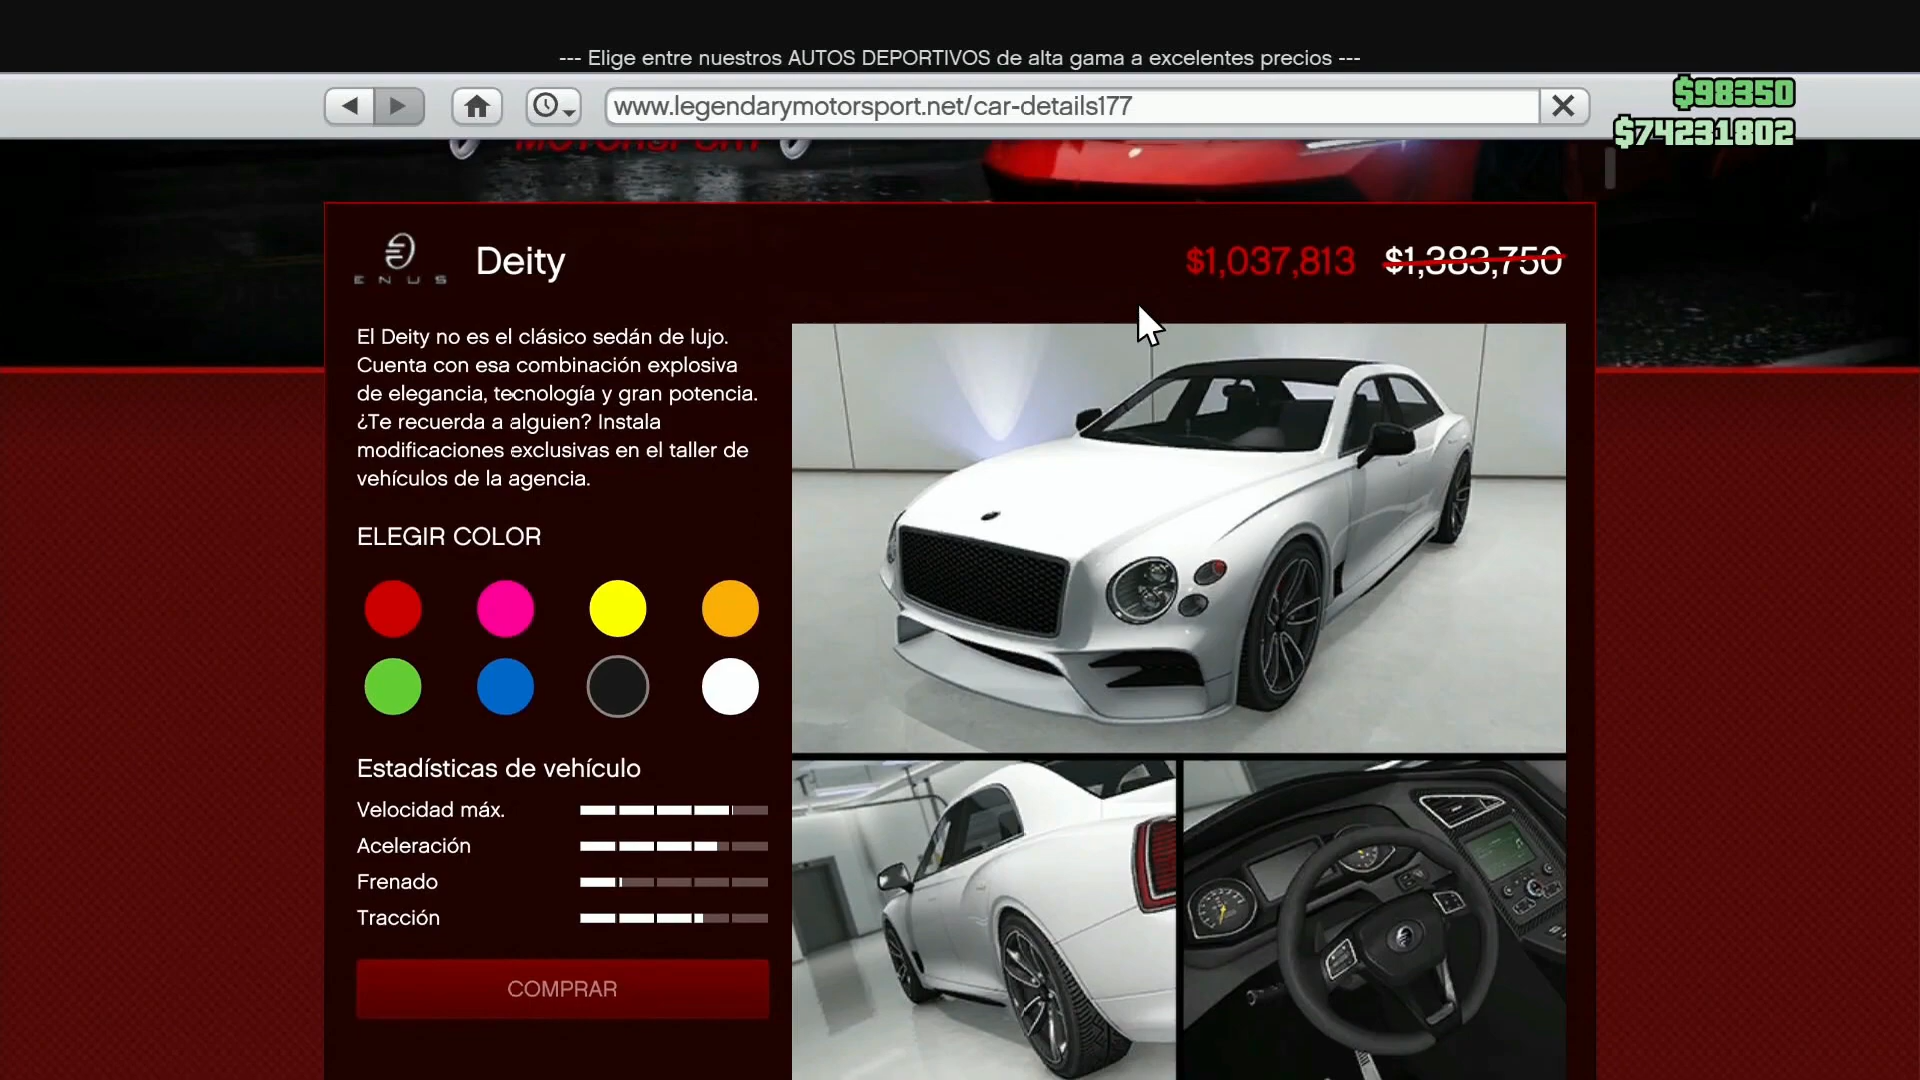 --- Elige entre nuestros AUTOS DEPORTIVOS de alta gama a excelentes precios ---
www.legendarymotorsport.net/car-details177
$98350
$74231802
MOTORSPORT
ENUS
Deity
$1,037,813 $1,383,750
El Deity no es el clásico sedán de lujo.
Cuenta con esa combinación explosiva
de elegancia, tecnología y gran potencia.
¿Te recuerda a alguien? Instala
modificaciones exclusivas en el taller de
vehículos de la agencia.
ELEGIR COLOR
Estadísticas de vehículo
Velocidad máx.
Aceleración
Frenado
Tracción
COMPRAR